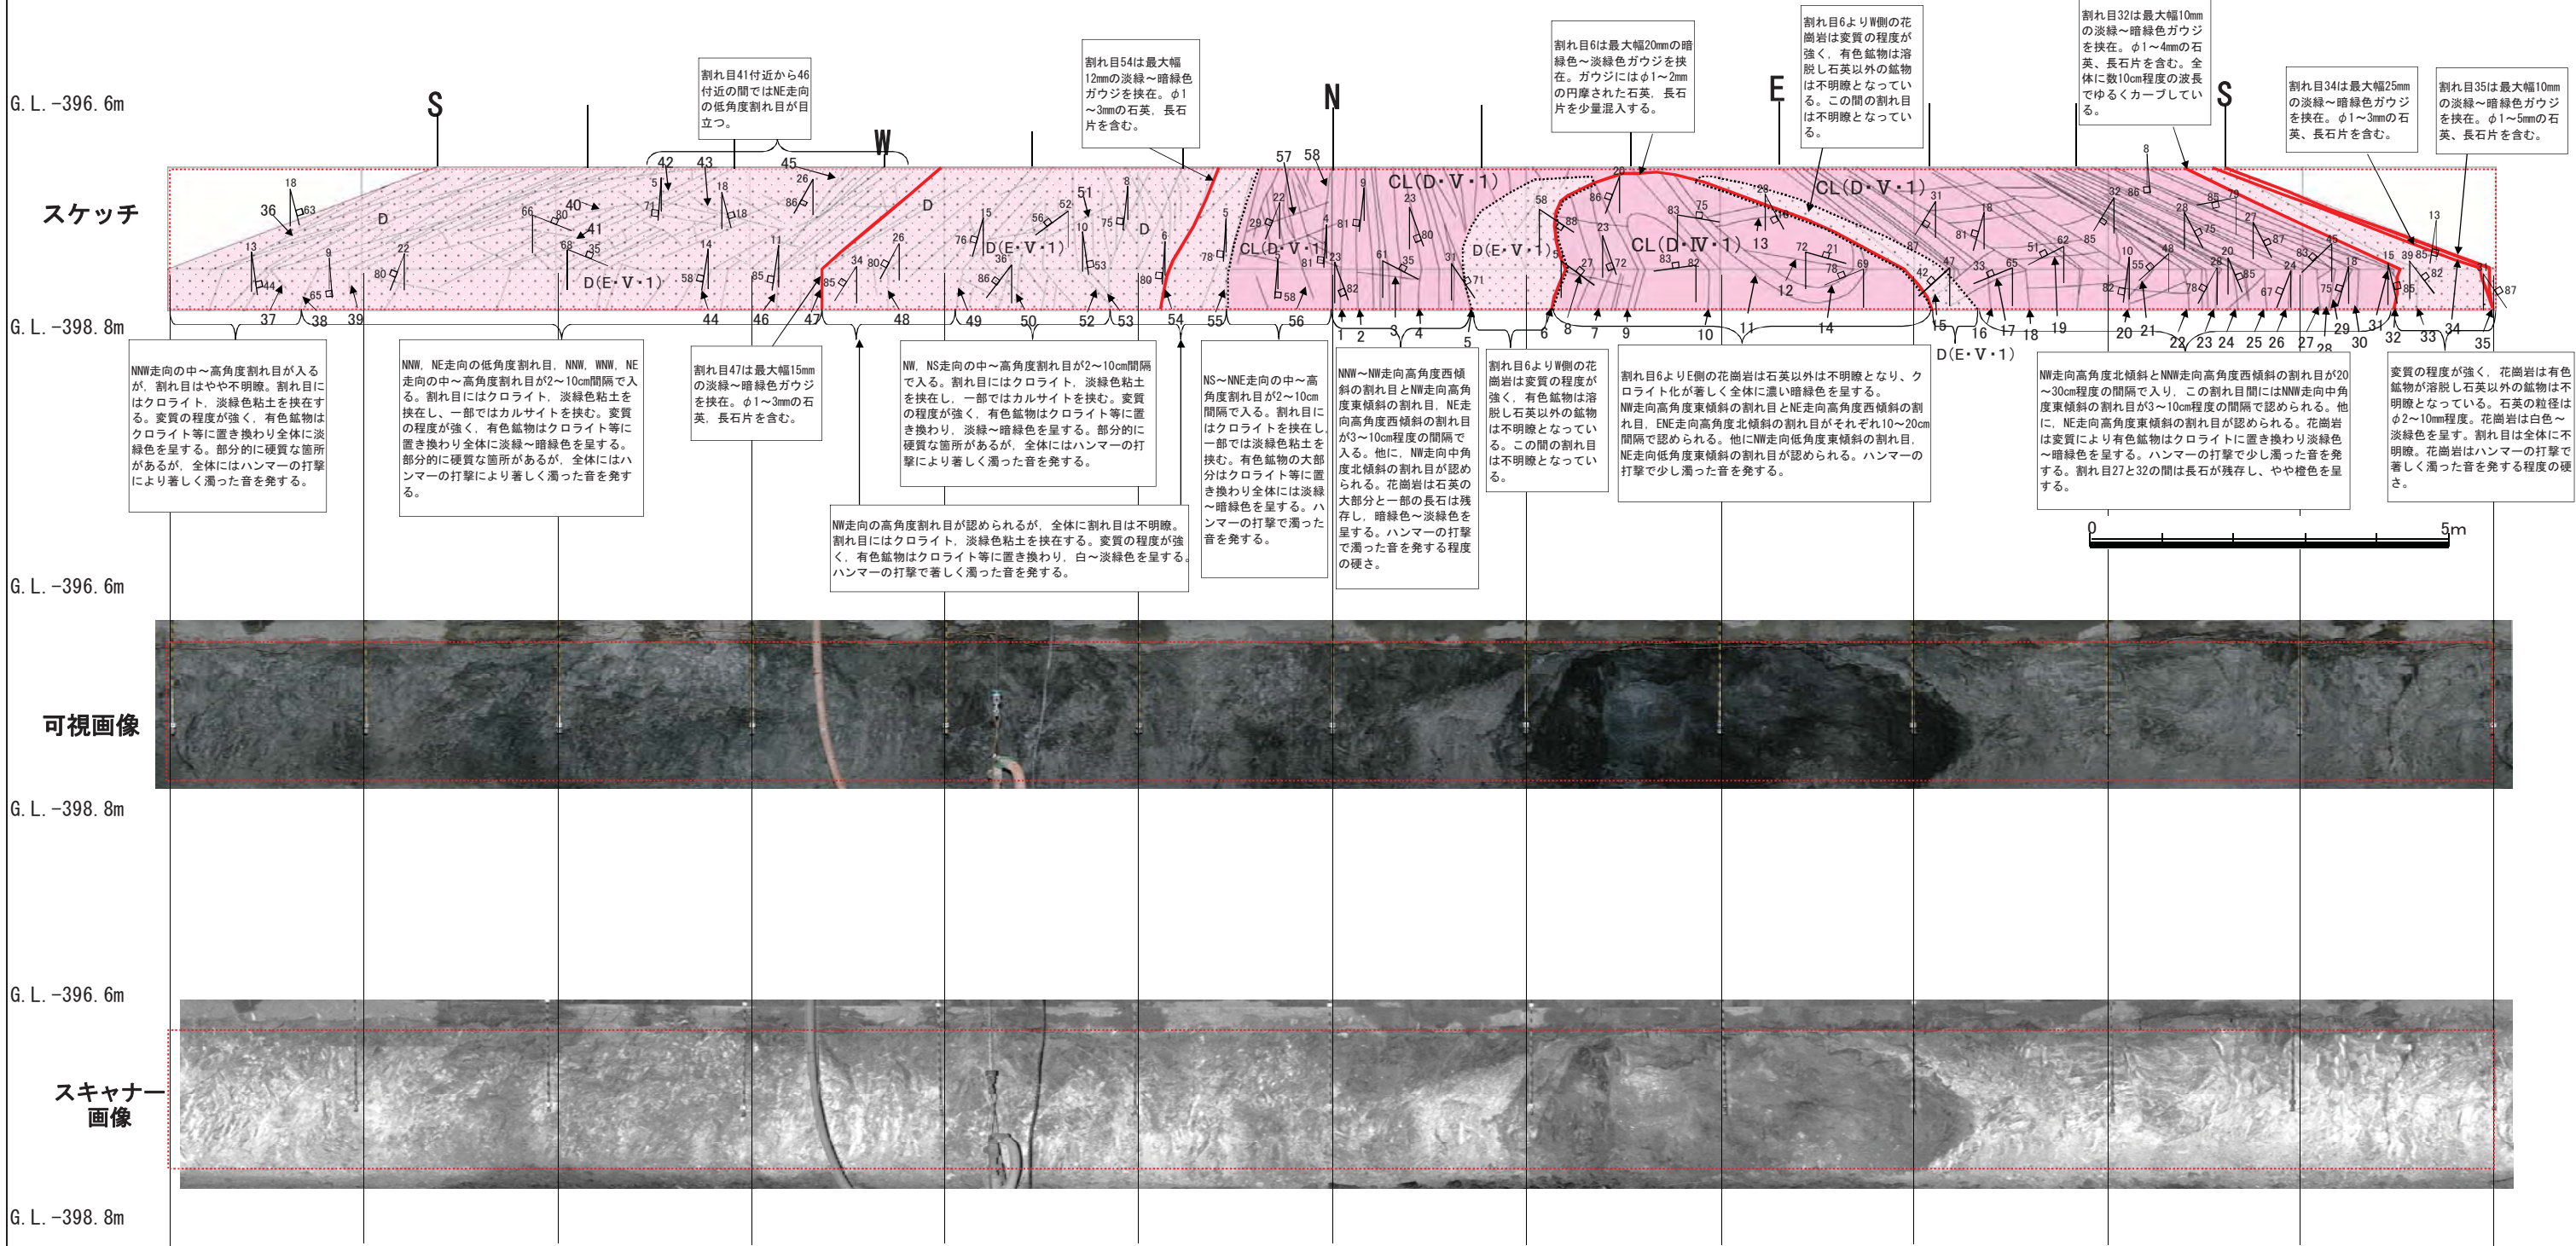 割れ目32は最大幅10mm
の淡緑～暗緑色ガウジ
を挟在。φ1～4mmの石
英、長石片を含む。全
体に数10cm程度の波長
でゆるくカーブしてい
る。
割れ目6よりW側の花
崗岩は変質の程度が
強く，有色鉱物は溶
脱し石英以外の鉱物
は不明瞭となってい
る。この間の割れ目
は不明瞭となってい
る。
割れ目6は最大幅20mmの暗
緑色～淡緑色ガウジを挟
在。ガウジにはφ1～2mm
の円摩された石英，長石
片を少量混入する。
割れ目54は最大幅
12mmの淡緑～暗緑色
ガウジを挟在。φ1
～3mmの石英，長石
片を含む。
割れ目41付近から46
付近の間ではNE走向
の低角度割れ目が目
立つ。
割れ目34は最大幅25mm
の淡緑～暗緑色ガウジ
を挟在。φ1～3mmの石
英、長石片を含む。
割れ目35は最大幅10mm
の淡緑～暗緑色ガウジ
を挟在。φ1～5mmの石
英、長石片を含む。
G.L.-396.6m
S
W
N
E
S
スケッチ
42 43 45 57 58
36 40 41 51
D
D(E・V・1)
D
D(E・V・1)
D
CL(D・V・1)
CL(D・V・1)
D(E・V・1)
CL(D・Ⅳ・1)
CL(D・V・1)
D(E・V・1)
G.L.-398.8m
37 38 39 44 46 47 48 49 50 52 53 54 55 56 1 2 3 4 5 6 8 7 9 10 11 14 15 16 17 18 19 20 21 22 23 24 25 26 27 28 29 30 31 32 33 34 35
12 13
NNW走向の中～高角度割れ目が入る
が，割れ目はやや不明瞭。割れ目に
はクロライト，淡緑色粘土を挟在す
る。変質の程度が強く，有色鉱物は
クロライト等に置き換わり全体に淡
緑色を呈する。部分的に硬質な箇所
があるが，全体にはハンマーの打撃
により著しく濁った音を発する。
NNW，NE走向の低角度割れ目，NNW，WNW，NE
走向の中～高角度割れ目が2～10cm間隔で入
る。割れ目にはクロライト，淡緑色粘土を
挟在し、一部ではカルサイトを挟む。変質
の程度が強く，有色鉱物はクロライト等に
置き換わり全体に淡緑～暗緑色を呈する。
部分的に硬質な箇所があるが，全体にはハ
ンマーの打撃により著しく濁った音を発す
る。
割れ目47は最大幅15mm
の淡緑～暗緑色ガウジ
を挟在。φ1～3mmの石
英，長石片を含む。
NW，NS走向の中～高角度割れ目が2～10cm間隔
で入る。割れ目にはクロライト，淡緑色粘土
を挟在し，一部ではカルサイトを挟む。変質
の程度が強く，有色鉱物はクロライト等に置
き換わり，淡緑～暗緑色を呈する。部分的に
硬質な箇所があるが，全体にはハンマーの打
撃により著しく濁った音を発する。
NW走向の高角度割れ目が認められるが，全体に割れ目は不明瞭。
割れ目にはクロライト，淡緑色粘土を挟在する。変質の程度が強
く，有色鉱物はクロライト等に置き換わり，白～淡緑色を呈する。
ハンマーの打撃で著しく濁った音を発する。
NS～NNE走向の中～高
角度割れ目が2～10cm
間隔で入る。割れ目に
はクロライトを挟在し，
一部では淡緑色粘土を
挟む。有色鉱物の大部
分はクロライト等に置
き換わり全体には淡緑
～暗緑色を呈する。ハ
ンマーの打撃で濁った
音を発する。
NNW～NW走向高角度西傾
斜の割れ目とNW走向高角
度東傾斜の割れ目，NE走
向高角度西傾斜の割れ目
が3～10cm程度の間隔で
入る。他に，NW走向中角
度北傾斜の割れ目が認め
られる。花崗岩は石英の
大部分と一部の長石は残
存し，暗緑色～淡緑色を
呈する。ハンマーの打撃
で濁った音を発する程度
の硬さ。
割れ目6よりW側の花
崗岩は変質の程度が
強く，有色鉱物は溶
脱し石英以外の鉱物
は不明瞭となってい
る。この間の割れ目
は不明瞭となってい
る。
割れ目6よりE側の花崗岩は石英以外は不明瞭となり，ク
ロライト化が著しく全体に濃い暗緑色を呈する。
NW走向高角度東傾斜の割れ目とNE走向高角度西傾斜の割
れ目，ENE走向高角度北傾斜の割れ目がそれぞれ10～20cm
間隔で認められる。他にNW走向低角度東傾斜の割れ目，
NE走向低角度東傾斜の割れ目が認められる。ハンマーの
打撃で少し濁った音を発する。
NW走向高角度北傾斜とNNW走向高角度西傾斜の割れ目が20
～30cm程度の間隔で入り，この割れ目間にはNNW走向中角
度東傾斜の割れ目が3～10cm程度の間隔で認められる。他
に，NE走向高角度東傾斜の割れ目が認められる。花崗岩
は変質により有色鉱物はクロライトに置き換わり淡緑色
～暗緑色を呈する。ハンマーの打撃で少し濁った音を発
する。割れ目27と32の間は長石が残存し、やや橙色を呈
する。
変質の程度が強く，花崗岩は有色
鉱物が溶脱し石英以外の鉱物は不
明瞭となっている。石英の粒径は
φ2～10mm程度。花崗岩は白色～
淡緑色を呈す。割れ目は全体に不
明瞭。花崗岩はハンマーの打撃で
著しく濁った音を発する程度の硬
さ。
0 5m
G.L.-396.6m
可視画像
G.L.-398.8m
G.L.-396.6m
スキャナー
画像
G.L.-398.8m